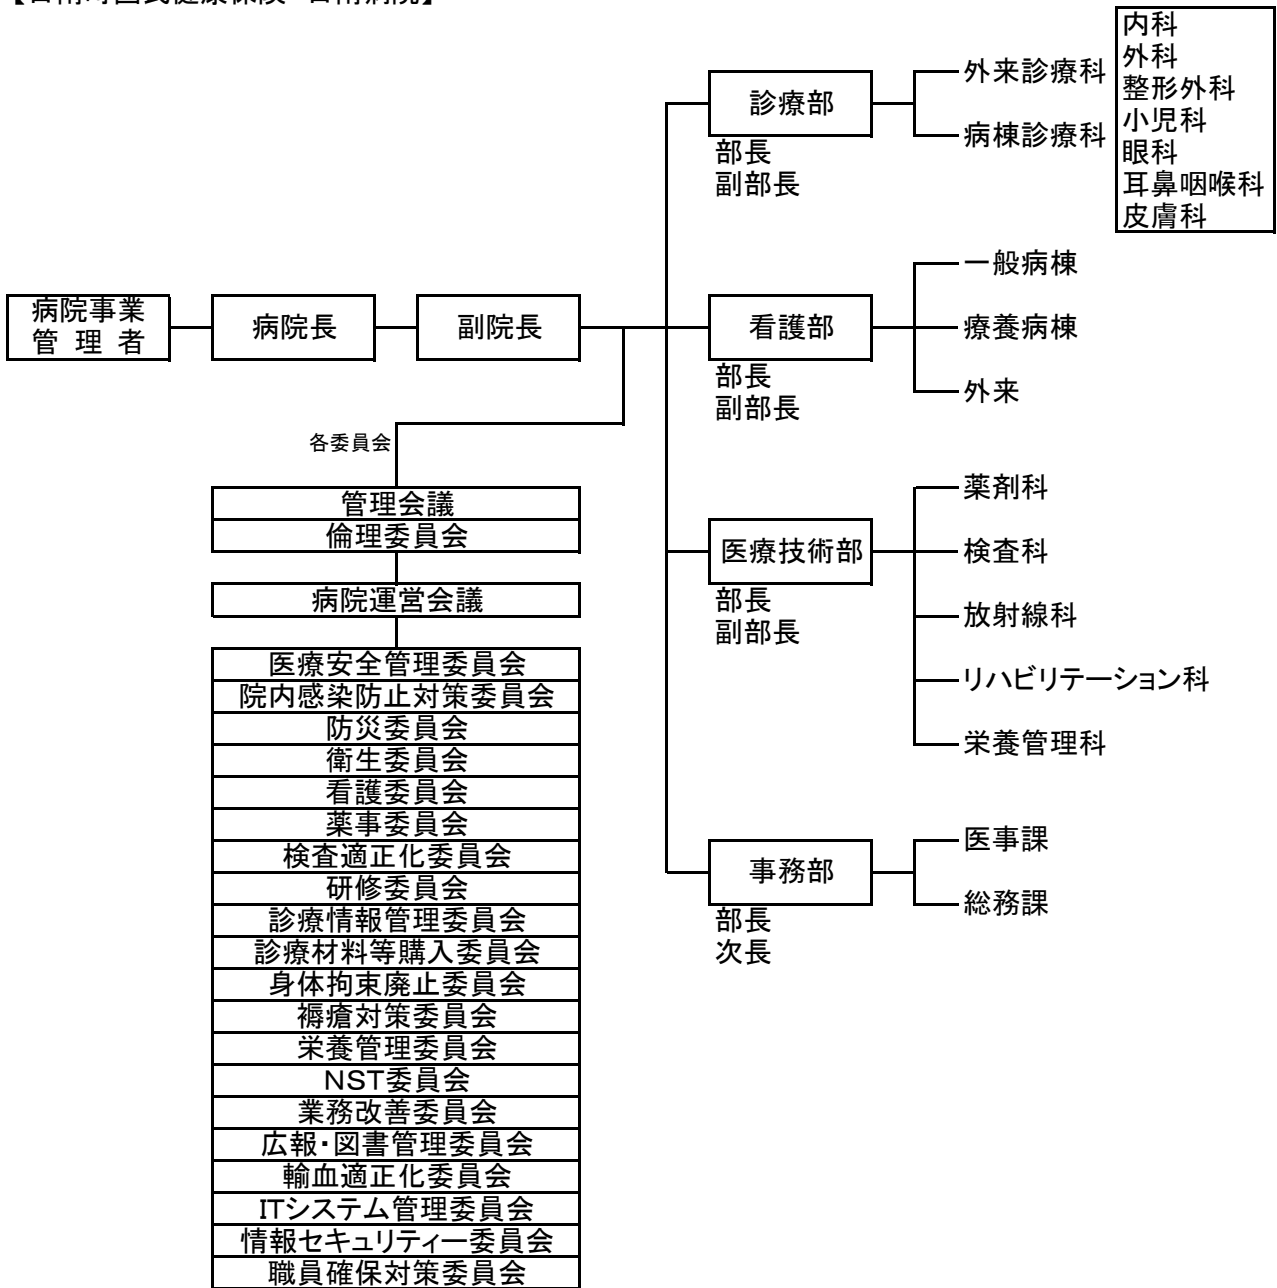 内科
外科
整形外科
小児科
眼科
耳鼻咽喉科
皮膚科
診療部
部長
副部長
外来診療科
病棟診療科
病院事業
管 理 者
病院長
副院長
看護部
部長
副部長
一般病棟
療養病棟
外来
各委員会
管理会議
倫理委員会
病院運営会議
医療安全管理委員会
院内感染防止対策委員会
防災委員会
衛生委員会
看護委員会
薬事委員会
検査適正化委員会
研修委員会
診療情報管理委員会
診療材料等購入委員会
身体拘束廃止委員会
褥瘡対策委員会
栄養管理委員会
NST委員会
業務改善委員会
広報・図書管理委員会
輸血適正化委員会
ITシステム管理委員会
情報セキュリティー委員会
職員確保対策委員会
医療技術部
部長
副部長
薬剤科
検査科
放射線科
リハビリテーション科
栄養管理科
事務部
部長
次長
医事課
総務課